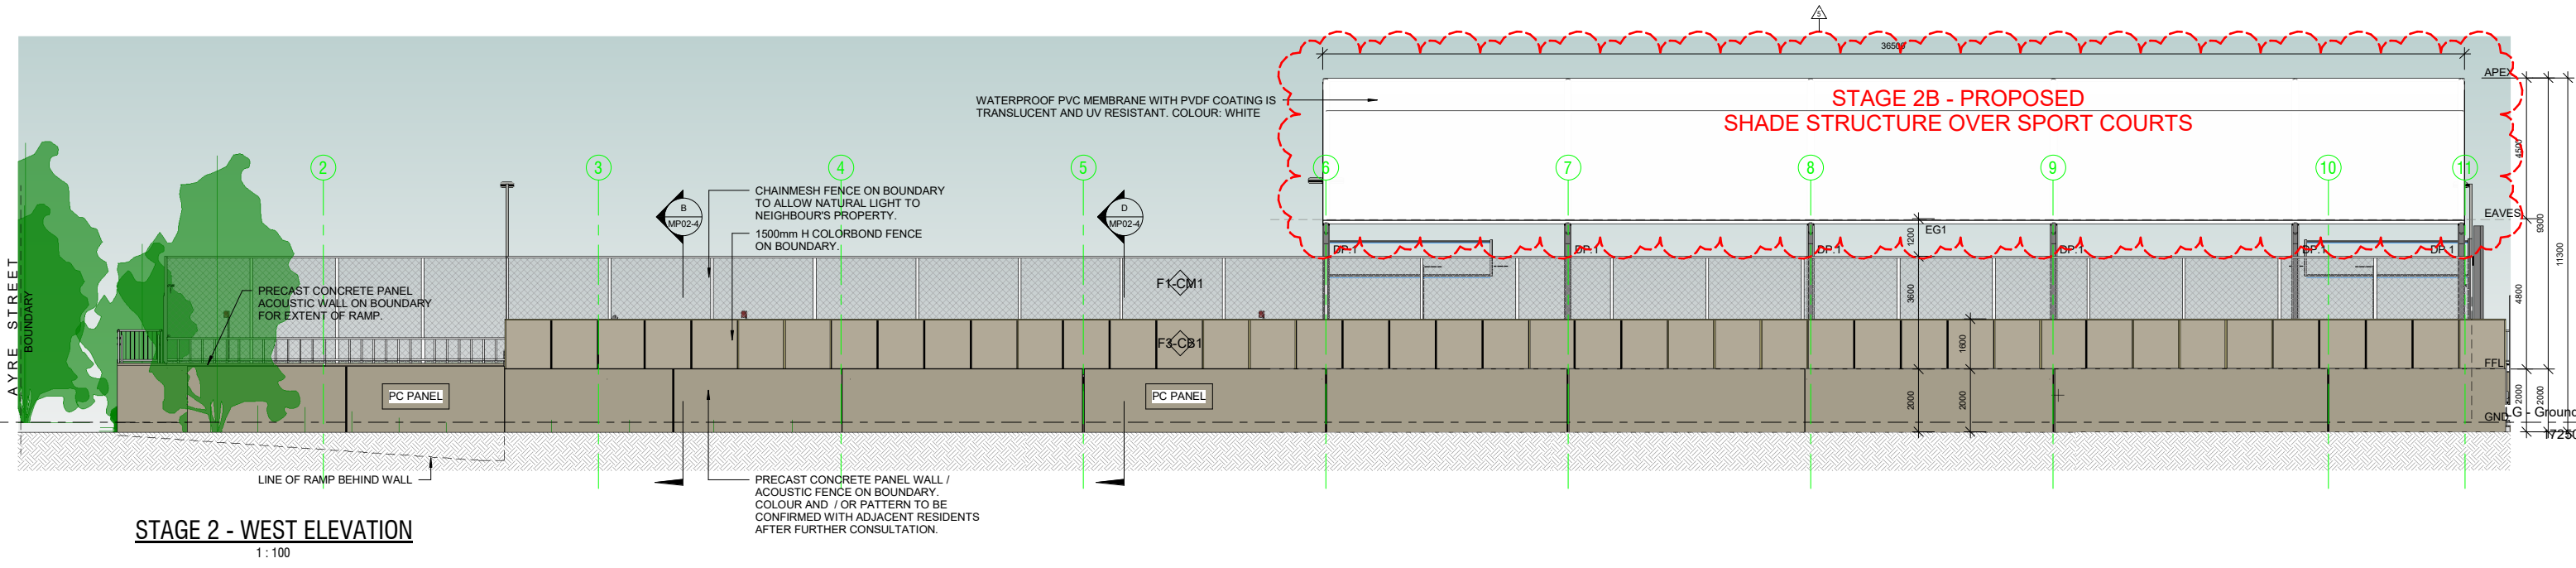 5
36500
APEX
WATERPROOF PVC MEMBRANE WITH PVDF COATING IS
TRANSLUCENT AND UV RESISTANT. COLOUR: WHITE
STAGE 2B - PROPOSED
SHADE STRUCTURE OVER SPORT COURTS
4500
2
3
4
5
6
7
8
9
10
11
CHAINMESH FENCE ON BOUNDARY
TO ALLOW NATURAL LIGHT TO
NEIGHBOUR'S PROPERTY.
1500mm H COLORBOND FENCE
ON BOUNDARY.
B
MP02-4
D
MP02-4
EAVES
EG1
1200
9300
11300
DP.1
DP.1
DP.1
DP.1
DP.1
DP.1
AYRE STREET
BOUNDARY
PRECAST CONCRETE PANEL
ACOUSTIC WALL ON BOUNDARY
FOR EXTENT OF RAMP.
F1-CM1
3600
4800
F3-CB1
1600
FFL
PC PANEL
PC PANEL
2000
2000
2000
2000
GND
LG - Ground
17250
LINE OF RAMP BEHIND WALL
PRECAST CONCRETE PANEL WALL /
ACOUSTIC FENCE ON BOUNDARY.
COLOUR AND / OR PATTERN TO BE
CONFIRMED WITH ADJACENT RESIDENTS
AFTER FURTHER CONSULTATION.
STAGE 2 - WEST ELEVATION
1 : 100